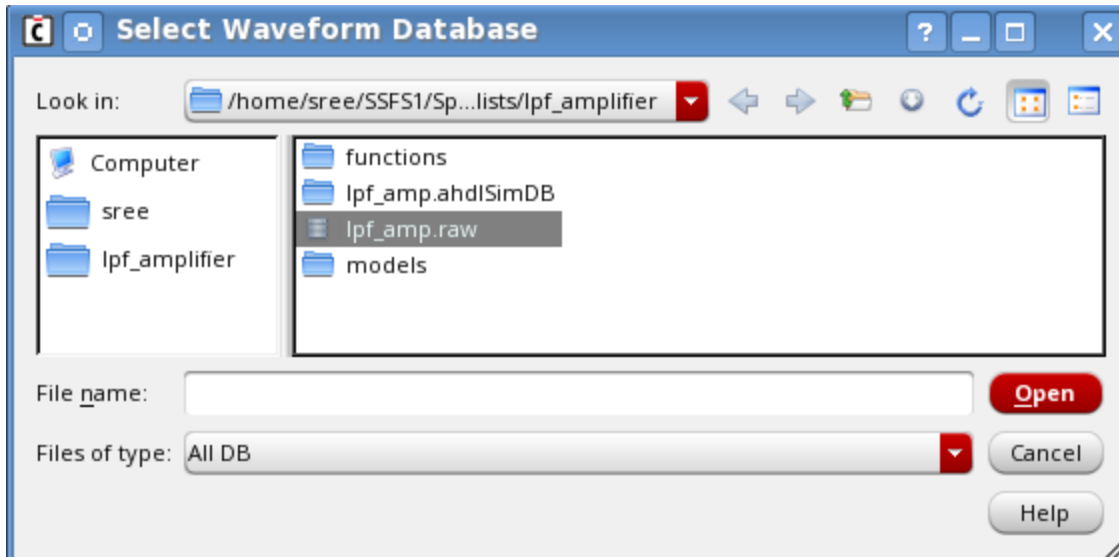 Select Waveform Database
Look in: /home/sree/SSFS1/Sp...lists/lpf_amplifier
Computer
sree
lpf_amplifier
functions
lpf_amp.ahdlSimDB
lpf_amp.raw
models
File name: Open
Files of type: All DB Cancel
Help